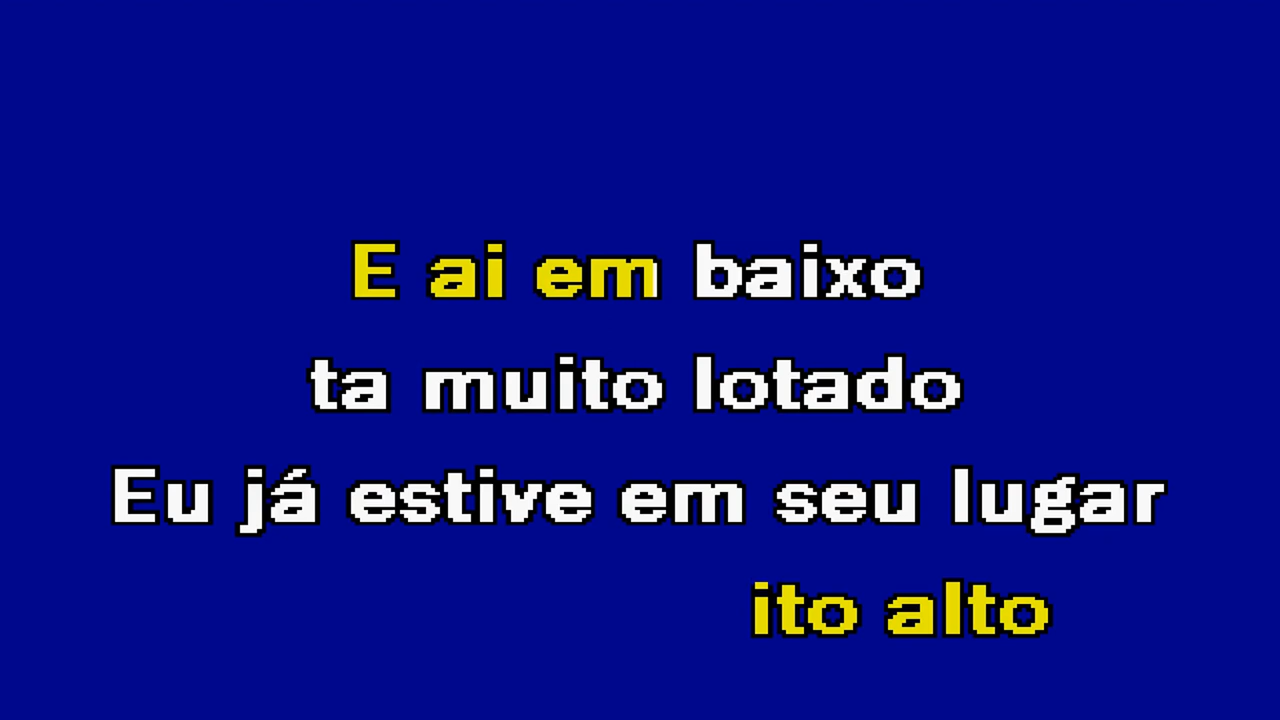 E ai em baixo
ta muito lotado
Eu já estive em seu lugar
ito alto